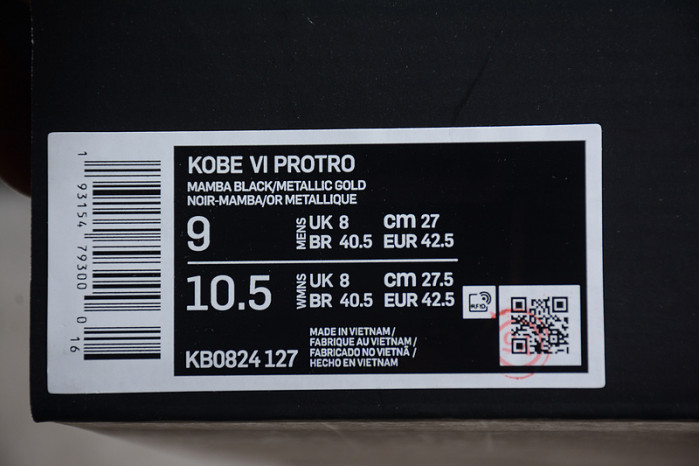 1 93154 79300 0 16
KOBE VI PROTRO
MAMBA BLACK/METALLIC GOLD
NOIR-MAMBA/OR METALLIQUE
9 MENS UK 8 cm 27
BR 40.5 EUR 42.5
10.5 WMNS UK 8 cm 27.5
BR 40.5 EUR 42.5
RFID
MADE IN VIETNAM /
FABRIQUE AU VIETNAM /
FABRICADO NO VIETNÃ /
HECHO EN VIETNAM
KB0824 127